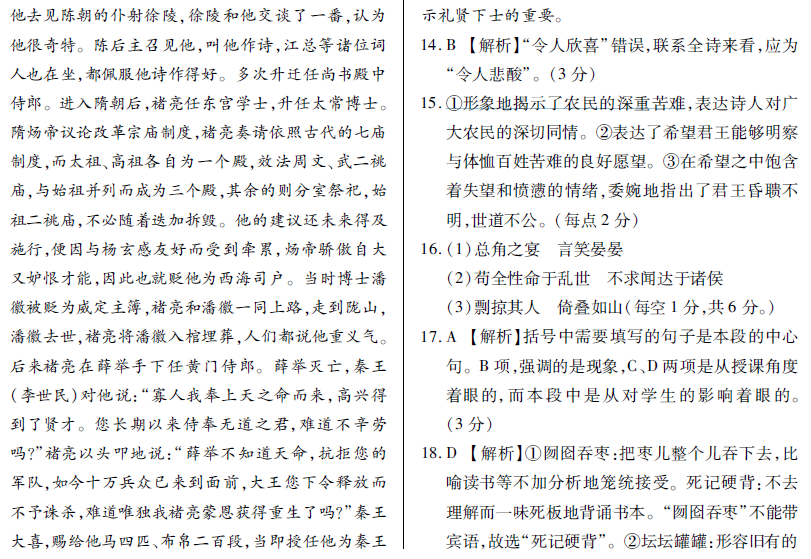 他去见陈朝的仆射徐陵,徐陵和他交谈了一番,认为
他很奇特。陈后主召见他,叫他作诗,江总等诸位词
人也在坐,都佩服他诗作得好。多次升迁任尚书殿中
侍郎。进入隋朝后,褚亮任东宫学士,升任太常博士。
隋炀帝议论改革宗庙制度,褚亮奏请依照古代的七庙
制度,而太祖、高祖各自为一个殿,效法周文、武二祧
庙,与始祖并列而成为三个殿,其余的则分室祭祀,始
祖二祧庙,不必随着迭加拆毁。他的建议还未来得及
施行,便因与杨玄感友好而受到牵累,炀帝骄傲自大
又妒恨才能,因此也就贬他为西海司户。当时博士潘
徽被贬为威定主簿,褚亮和潘徽一同上路,走到陇山,
潘徽去世,褚亮将潘徽入棺埋葬,人们都说他重义气。
后来褚亮在薛举手下任黄门侍郎。薛举灭亡,秦王
(李世民)对他说:“寡人我奉上天之命而来,高兴得
到了贤才。您长期以来侍奉无道之君,难道不辛劳
吗?”褚亮以头叩地说:“薛举不知道天命,抗拒您的
军队,如今十万兵众已来到面前,大王您下令释放而
不予诛杀,难道唯独我褚亮蒙恩获得重生了吗?”秦王
大喜,赐给他马四匹、布帛二百段,当即授任他为秦王
示礼贤下士的重要。
14. B 【解析】“令人欣喜”错误,联系全诗来看,应为
“令人悲酸”。(3 分)
15. ①形象地揭示了农民的深重苦难,表达诗人对广
大农民的深切同情。②表达了希望君王能够明察
与体恤百姓苦难的良好愿望。③在希望之中饱含
着失望和愤懑的情绪,委婉地指出了君王昏聩不
明,世道不公。(每点 2 分)
16. (1)总角之宴　言笑晏晏
(2)苟全性命于乱世　不求闻达于诸侯
(3)剽掠其人　倚叠如山(每空 1 分,共 6 分。)
17. A 【解析】括号中需要填写的句子是本段的中心
句。B 项,强调的是现象,C、D 两项是从授课角度
着眼的,而本段中是从对学生的影响着眼的。
(3 分)
18. D 【解析】①囫囵吞枣:把枣儿整个儿吞下去,比
喻读书等不加分析地笼统接受。死记硬背:不去
理解而一味死板地背诵书本。“囫囵吞枣”不能带
宾语,故选“死记硬背”。②坛坛罐罐:形容旧有的